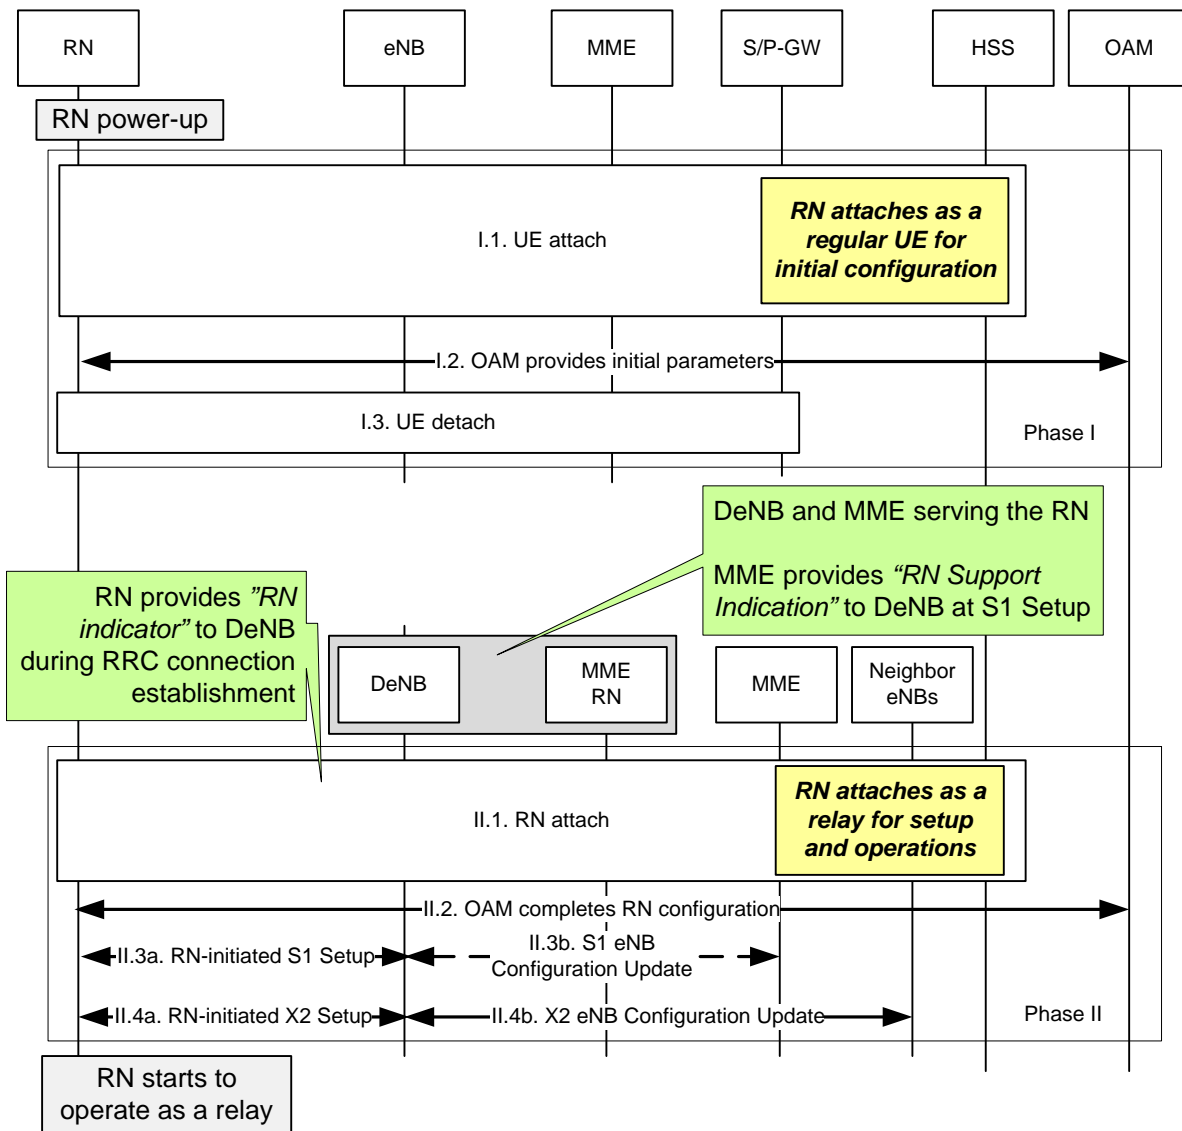 RN
eNB
MME
S/P-GW
HSS
OAM
RN power-up
I.1. UE attach
RN attaches as a
regular UE for
initial configuration
I.2. OAM provides initial parameters
I.3. UE detach
Phase I
DeNB and MME serving the RN
MME provides ”RN Support
Indication” to DeNB at S1 Setup
RN provides ”RN
indicator” to DeNB
during RRC connection
establishment
DeNB
MME
RN
MME
Neighbor
eNBs
II.1. RN attach
RN attaches as a
relay for setup
and operations
II.2. OAM completes RN configuration
II.3a. RN-initiated S1 Setup
II.3b. S1 eNB
Configuration Update
II.4a. RN-initiated X2 Setup
II.4b. X2 eNB Configuration Update
Phase II
RN starts to
operate as a relay